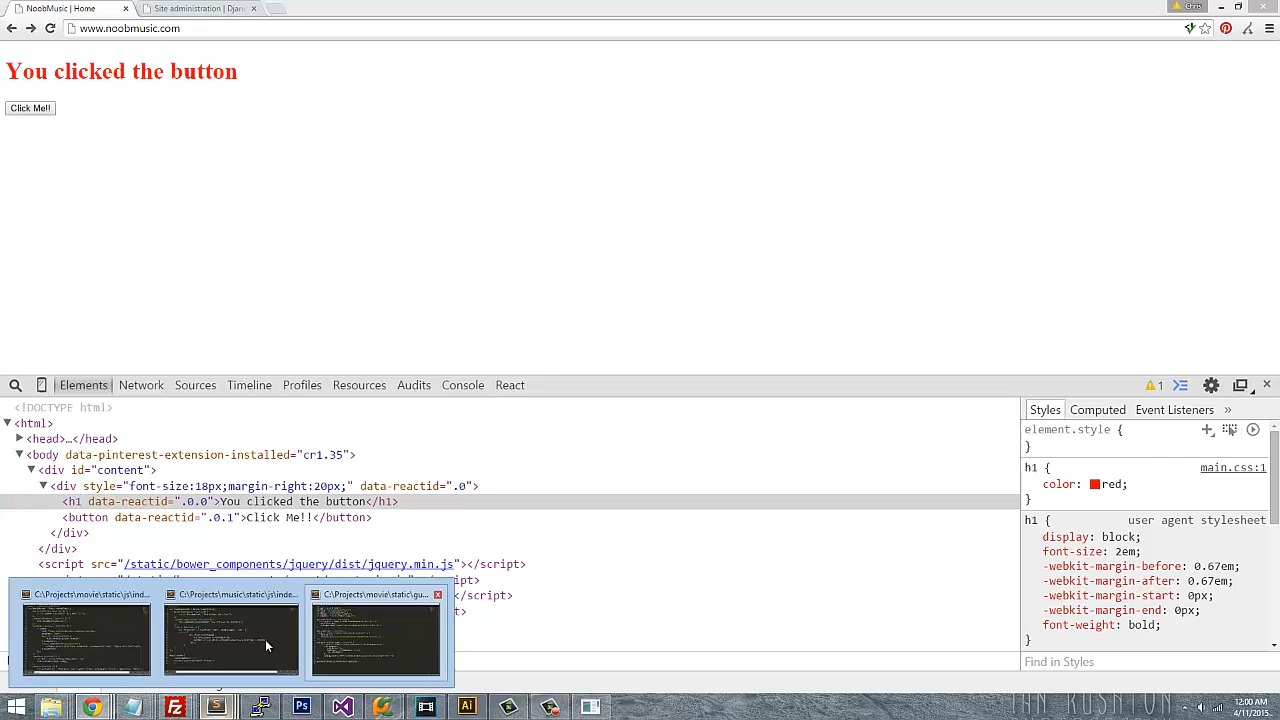 NoobMusic | Home
Site administration | Djan
Chris
www.noobmusic.com
You clicked the button
Click Me!!
Elements Network Sources Timeline Profiles Resources Audits Console React
1
<!DOCTYPE html>
<html>
<head>…</head>
<body data-pinterest-extension-installed="cr1.35">
<div id="content">
<div style="font-size:18px;margin-right:20px;" data-reactid=".0">
<h1 data-reactid=".0.0">You clicked the button</h1>
<button data-reactid=".0.1">Click Me!!</button>
</div>
</div>
<script src="/static/bower_components/jquery/dist/jquery.min.js"></script>
Styles Computed Event Listeners »
element.style {
}
h1 { main.css:1
color: red;
}
h1 { user agent stylesheet
display: block;
font-size: 2em;
-webkit-margin-before: 0.67em;
-webkit-margin-after: 0.67em;
-webkit-margin-start: 0px;
-webkit-margin-end: 0px;
font-weight: bold;
Find in Styles
C:\Projects\movie\static\js\ind...
C:\Projects\music\static\js\inde...
C:\Projects\movie\static\gu...
12:00 AM
4/11/2015